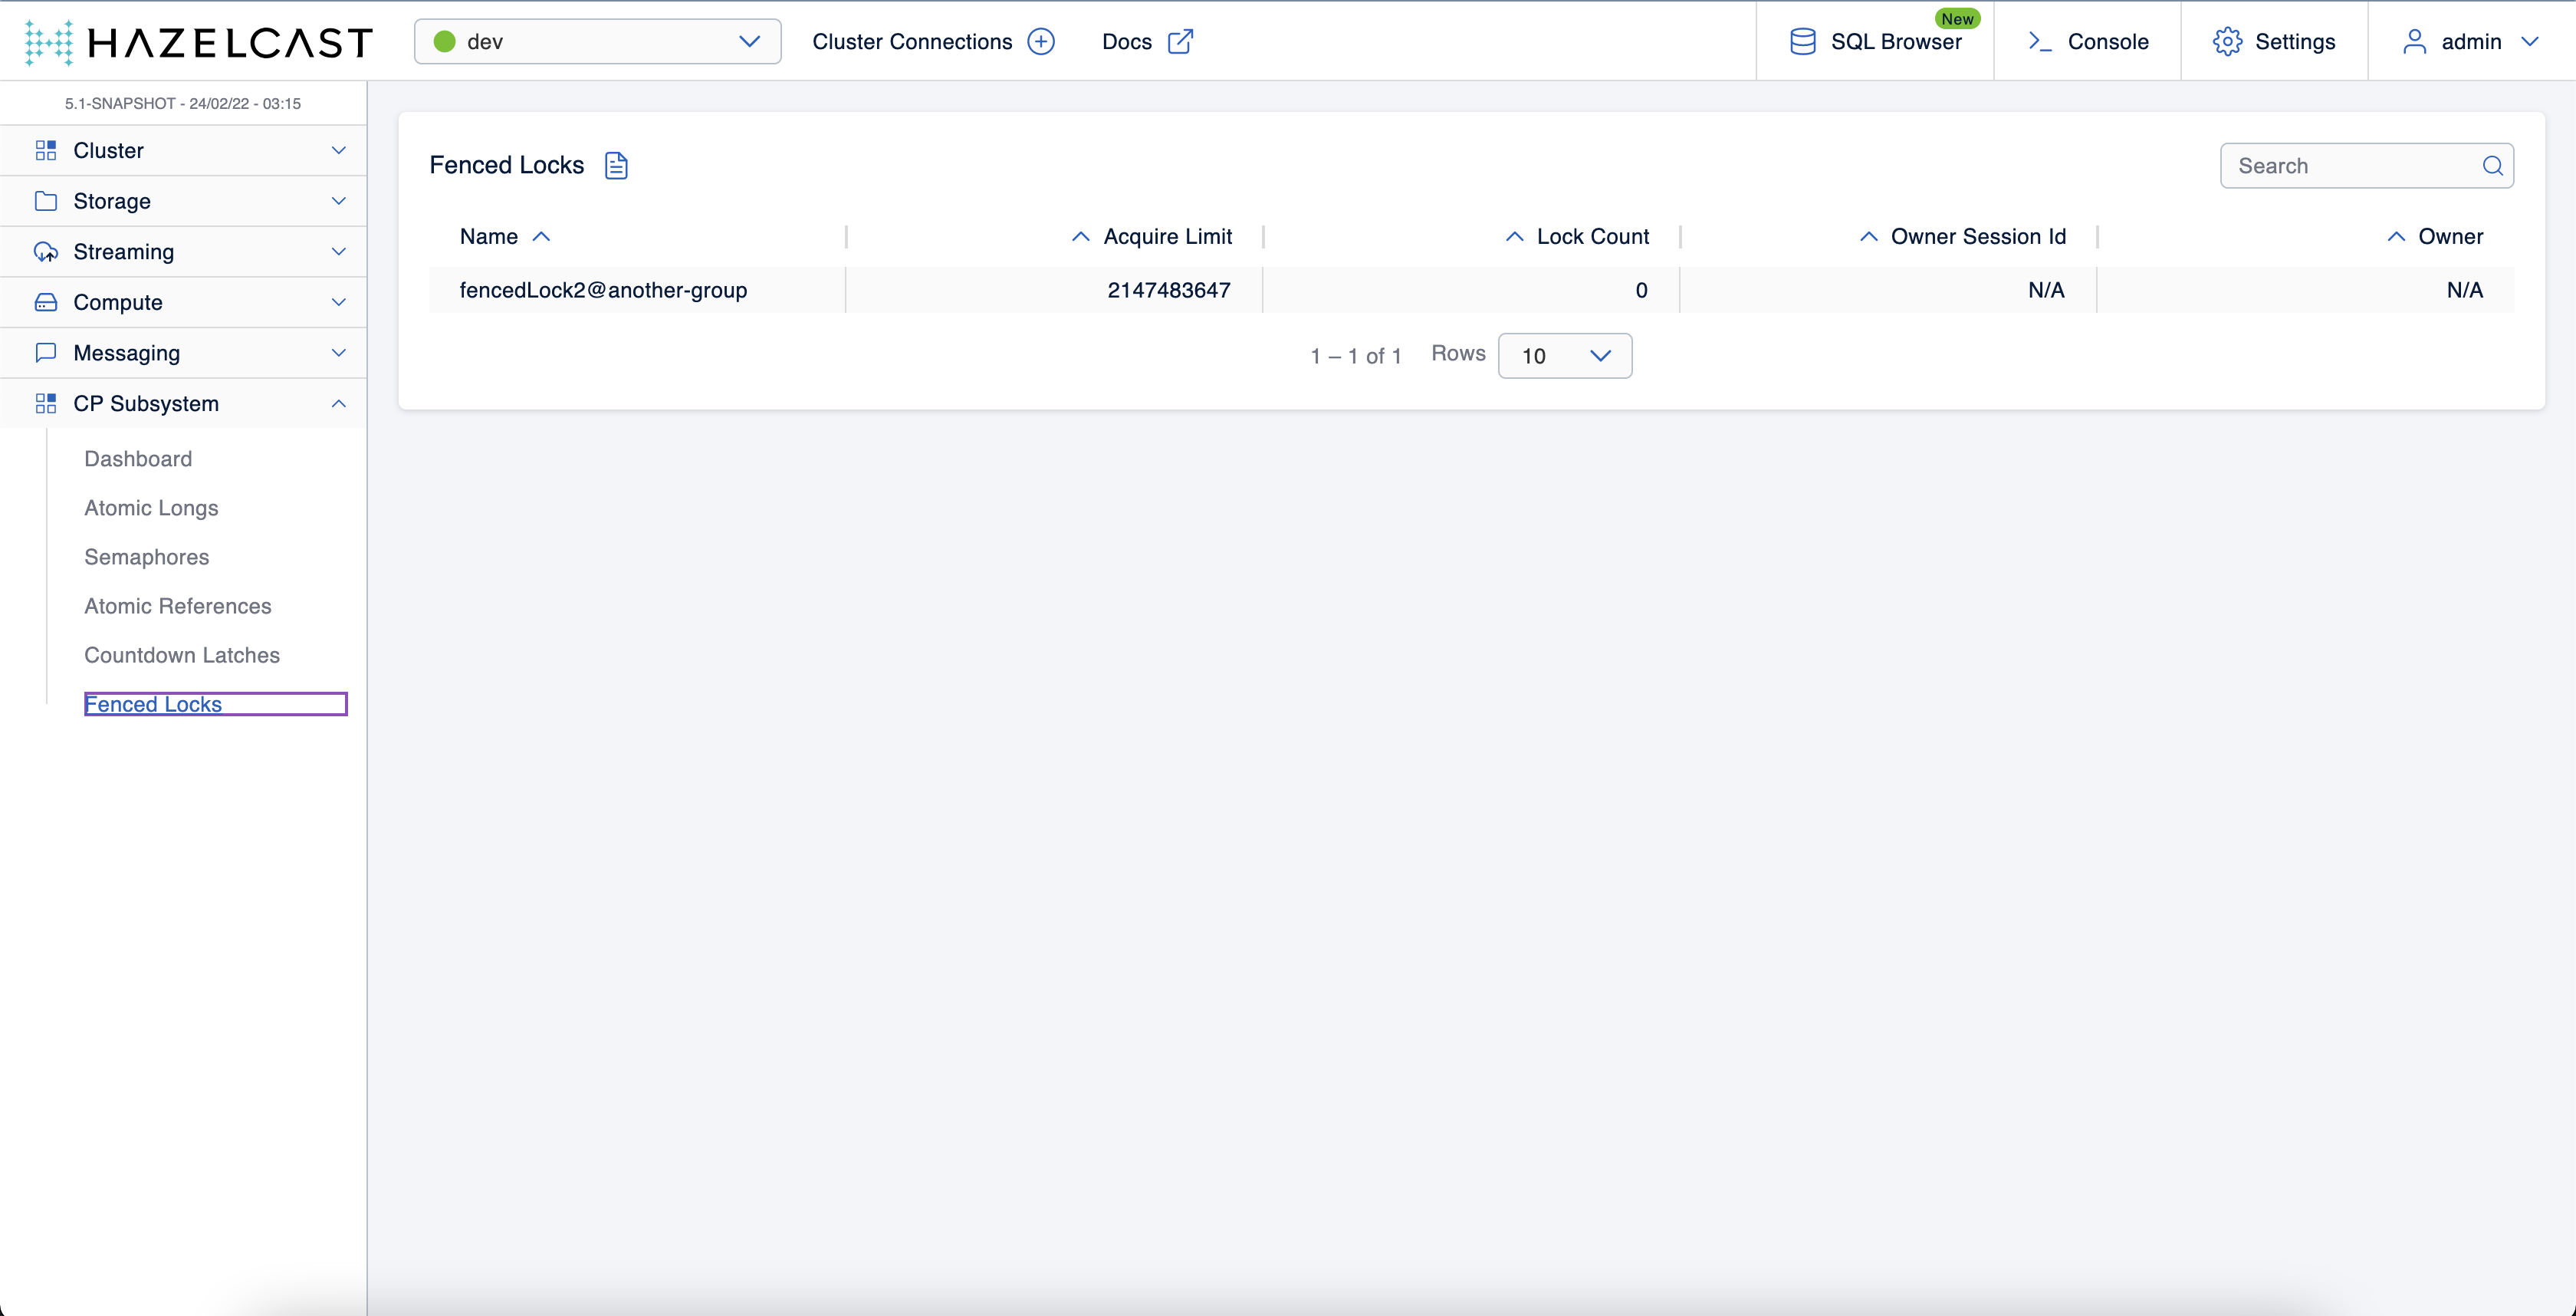 HAZELCAST
dev
Cluster Connections
Docs
New
SQL Browser
Console
Settings
admin
5.1-SNAPSHOT - 24/02/22 - 03:15
Cluster
Storage
Streaming
Compute
Messaging
CP Subsystem
Dashboard
Atomic Longs
Semaphores
Atomic References
Countdown Latches
Fenced Locks
Fenced Locks
Search
Name Acquire Limit Lock Count Owner Session Id Owner
fencedLock2@another-group 2147483647 0 N/A N/A
1 – 1 of 1 Rows 10